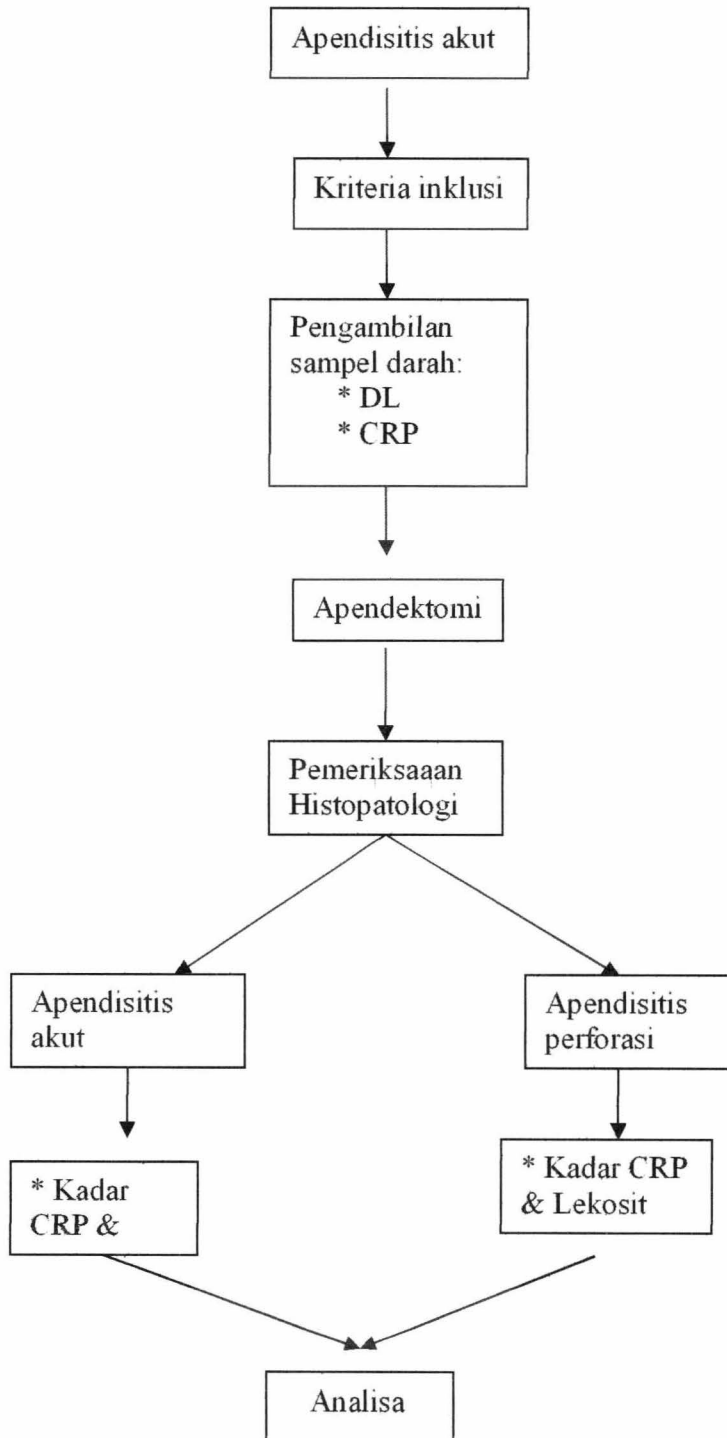 Apendisitis akut
Kriteria inklusi
Pengambilan
sampel darah:
* DL
* CRP
Apendektomi
Pemeriksaaan
Histopatologi
Apendisitis
akut
Apendisitis
perforasi
* Kadar
CRP &
* Kadar CRP
& Lekosit
Analisa